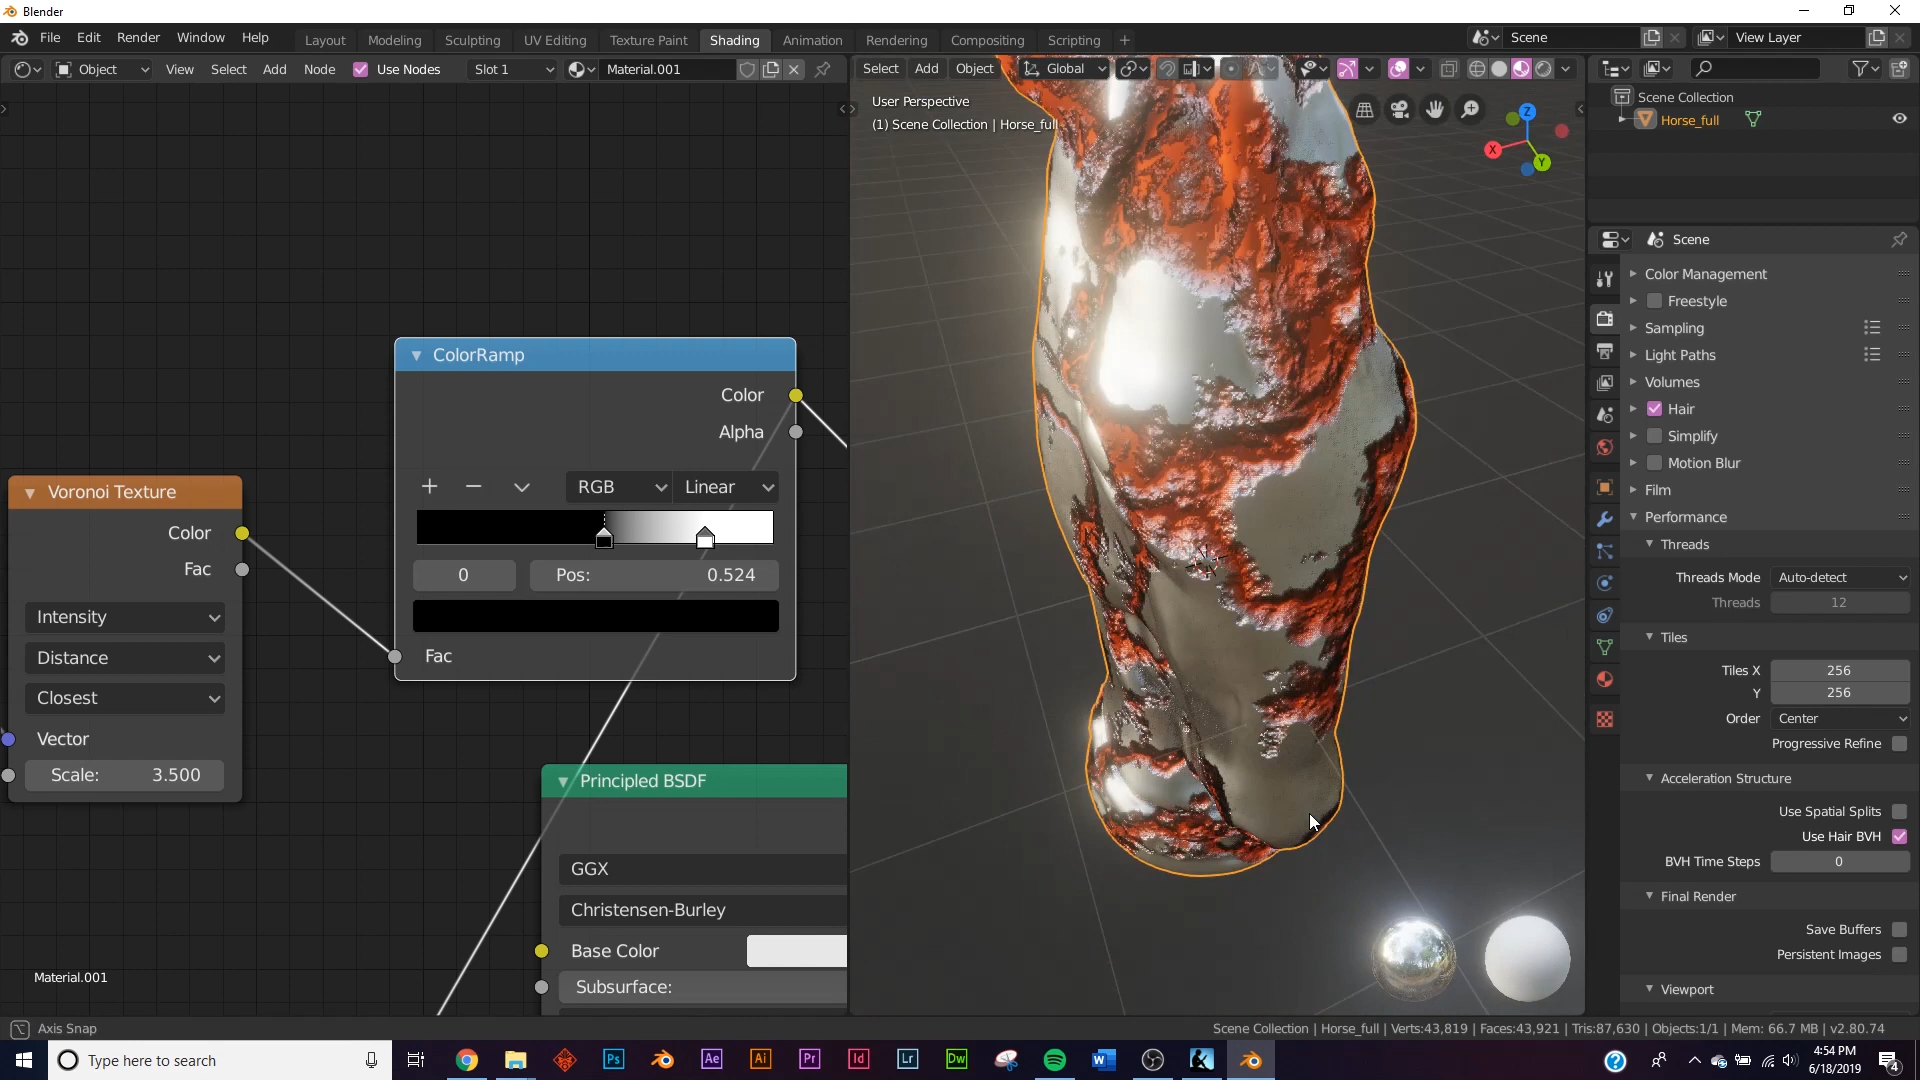 Blender
File Edit Render Window Help Layout Modeling Sculpting UV Editing Texture Paint Shading Animation Rendering Compositing Scripting + Scene View Layer
Object View Select Add Node Use Nodes Slot 1 Material.001
Select Add Object Global
User Perspective
(1) Scene Collection | Horse_full
Z
X
Y
ColorRamp
Color
Alpha
RGB Linear
0 Pos: 0.524
Fac
Voronoi Texture
Color
Fac
Intensity
Distance
Closest
Vector
Scale: 3.500
Principled BSDF
GGX
Christensen-Burley
Base Color
Subsurface:
Material.001
Scene Collection
Horse_full
Scene
Color Management
Freestyle
Sampling
Light Paths
Volumes
Hair
Simplify
Motion Blur
Film
Performance
Threads
Threads Mode Auto-detect
Threads 12
Tiles
Tiles X 256
Y 256
Order Center
Progressive Refine
Acceleration Structure
Use Spatial Splits
Use Hair BVH
BVH Time Steps 0
Final Render
Save Buffers
Persistent Images
Viewport
Axis Snap
Scene Collection | Horse_full | Verts:43,819 | Faces:43,921 | Tris:87,630 | Objects:1/1 | Mem: 66.7 MB | v2.80.74
Type here to search
Ps Ae Ai Pr Id Lr Dw W
4:54 PM
6/18/2019
4